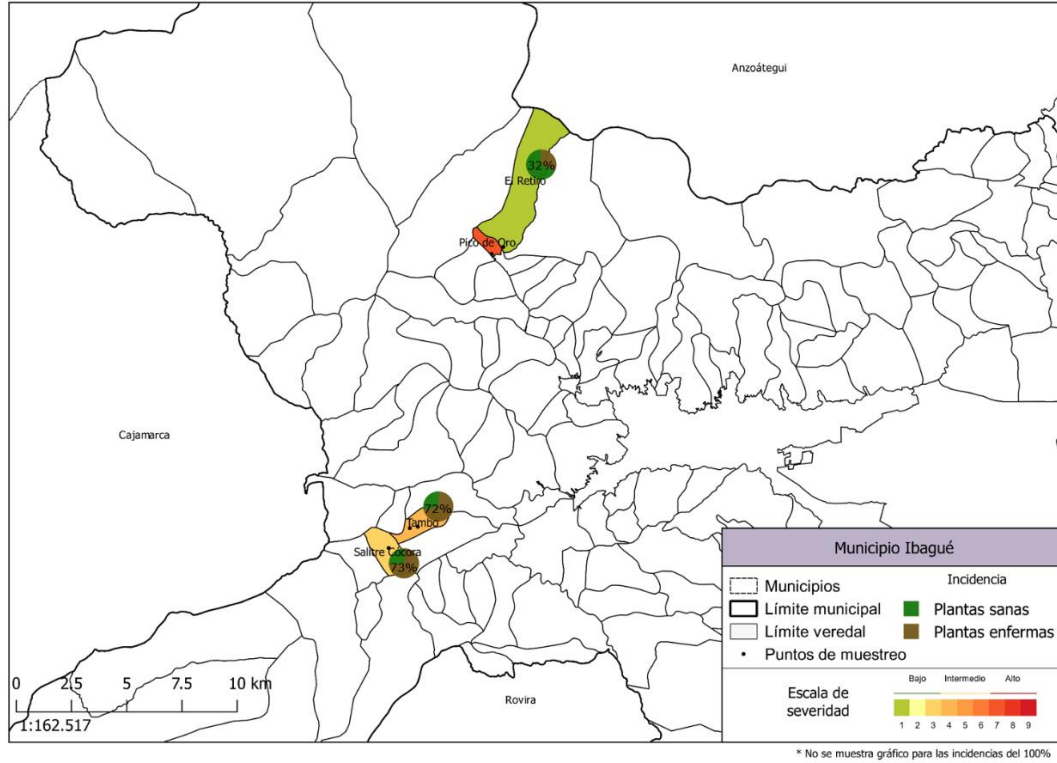 Anzoátegui
32%
El Retiro
Pico de Oro
Cajamarca
72%
Tambo
Salitre Cocora
73%
Rovira
0 2.5 5 7.5 10 km
1:162.517
Municipio Ibagué
Municipios
Límite municipal
Límite veredal
Puntos de muestreo
Incidencia
Plantas sanas
Plantas enfermas
Escala de
severidad
Bajo Intermedio Alto
1 2 3 4 5 6 7 8 9
* No se muestra gráfico para las incidencias del 100%